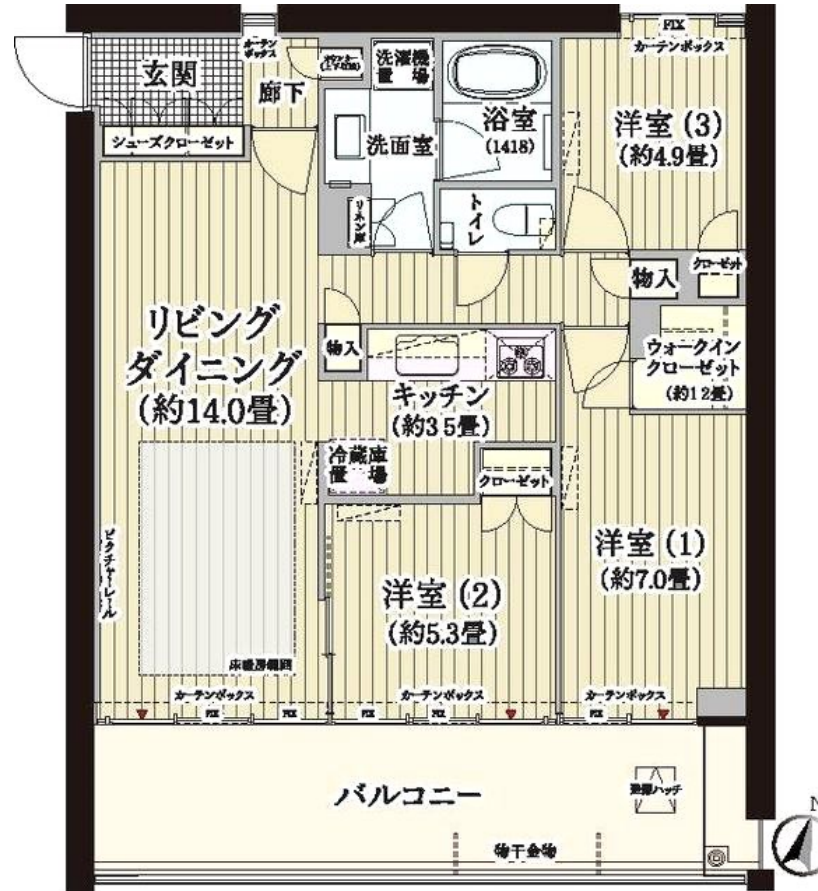 FIX
カーテンボックス
カーテン
ボックス
玄関
廊下
洗濯機
置場
浴室
(1418)
洋室(3)
(約4.9畳)
シューズクローゼット
洗面室
トイレ
リネン庫
物入
クローゼット
リビング
ダイニング
(約14.0畳)
物入
ウォークイン
クローゼット
(約12畳)
キッチン
(約35畳)
冷蔵庫
置場
クローゼット
洋室(1)
(約7.0畳)
洋室(2)
(約5.3畳)
ピクチャーレール
床暖房範囲
カーテンボックス
カーテンボックス
カーテンボックス
FIX
FIX
FIX
FIX
FIX
バルコニー
避難ハッチ
物干金物
N